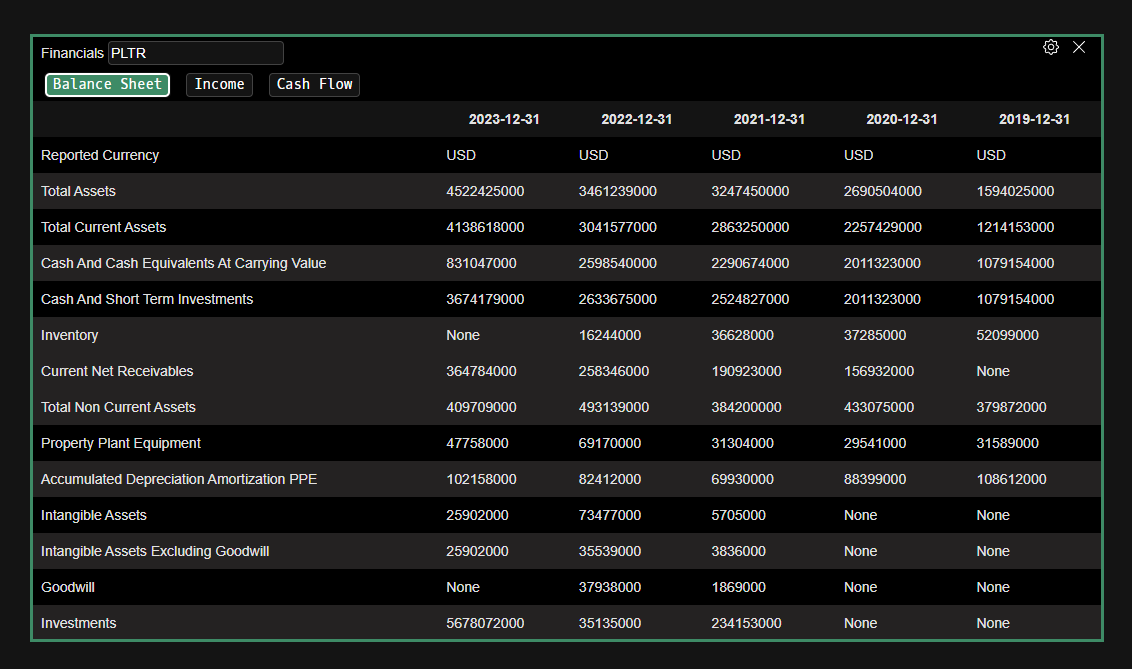 Financials PLTR
Balance Sheet Income Cash Flow
2023-12-31 2022-12-31 2021-12-31 2020-12-31 2019-12-31
Reported Currency USD USD USD USD USD
Total Assets 4522425000 3461239000 3247450000 2690504000 1594025000
Total Current Assets 4138618000 3041577000 2863250000 2257429000 1214153000
Cash And Cash Equivalents At Carrying Value 831047000 2598540000 2290674000 2011323000 1079154000
Cash And Short Term Investments 3674179000 2633675000 2524827000 2011323000 1079154000
Inventory None 16244000 36628000 37285000 52099000
Current Net Receivables 364784000 258346000 190923000 156932000 None
Total Non Current Assets 409709000 493139000 384200000 433075000 379872000
Property Plant Equipment 47758000 69170000 31304000 29541000 31589000
Accumulated Depreciation Amortization PPE 102158000 82412000 69930000 88399000 108612000
Intangible Assets 25902000 73477000 5705000 None None
Intangible Assets Excluding Goodwill 25902000 35539000 3836000 None None
Goodwill None 37938000 1869000 None None
Investments 5678072000 35135000 234153000 None None